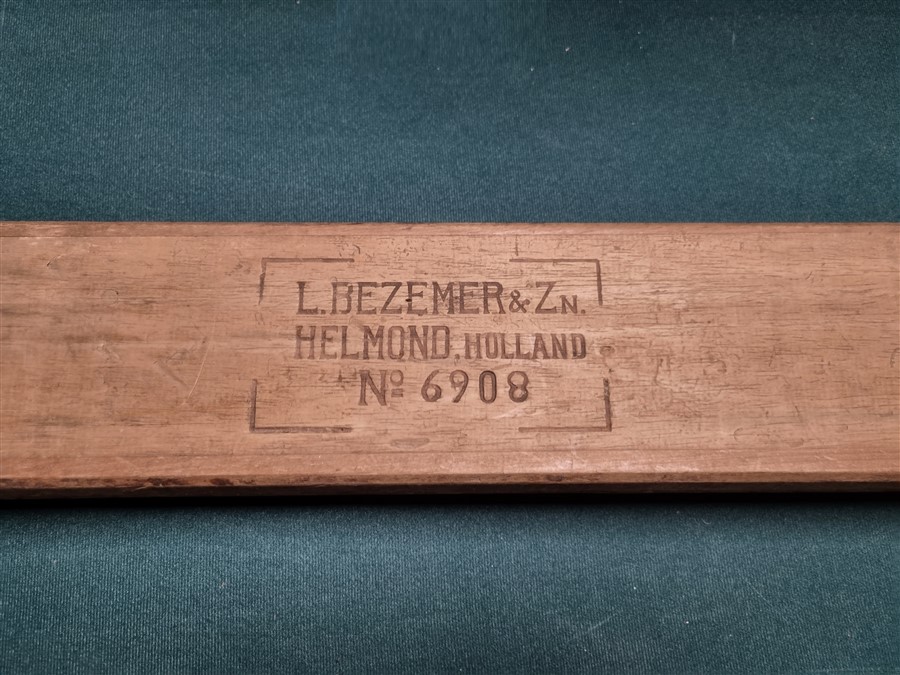 L. BEZEMER & ZN.
HELMOND, HOLLAND
Nº 6908